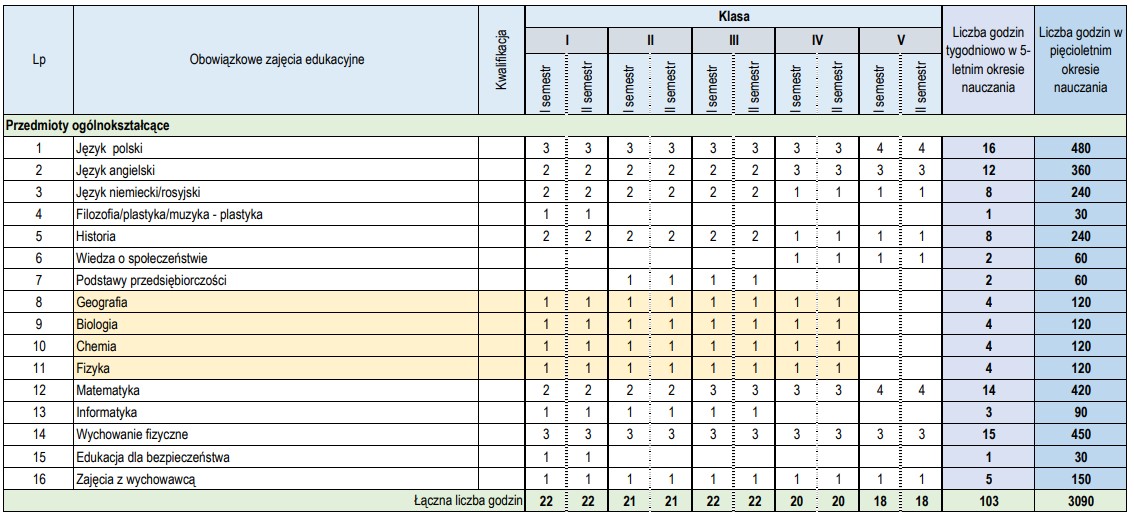 Lp Obowiązkowe zajęcia edukacyjne Kwalifikacja Klasa Liczba godzin tygodniowo w 5-letnim okresie nauczania Liczba godzin w pięcioletnim okresie nauczania
I II III IV V
I semestr II semestr I semestr II semestr I semestr II semestr I semestr II semestr I semestr II semestr
Przedmioty ogólnokształcące
1 Język polski 3 3 3 3 3 3 3 3 4 4 16 480
2 Język angielski 2 2 2 2 2 2 3 3 3 3 12 360
3 Język niemiecki/rosyjski 2 2 2 2 2 2 1 1 1 1 8 240
4 Filozofia/plastyka/muzyka - plastyka 1 1 1 30
5 Historia 2 2 2 2 2 2 1 1 1 1 8 240
6 Wiedza o społeczeństwie 1 1 1 1 2 60
7 Podstawy przedsiębiorczości 1 1 1 1 2 60
8 Geografia 1 1 1 1 1 1 1 1 4 120
9 Biologia 1 1 1 1 1 1 1 1 4 120
10 Chemia 1 1 1 1 1 1 1 1 4 120
11 Fizyka 1 1 1 1 1 1 1 1 4 120
12 Matematyka 2 2 2 2 3 3 3 3 4 4 14 420
13 Informatyka 1 1 1 1 1 1 3 90
14 Wychowanie fizyczne 3 3 3 3 3 3 3 3 3 3 15 450
15 Edukacja dla bezpieczeństwa 1 1 1 30
16 Zajęcia z wychowawcą 1 1 1 1 1 1 1 1 1 1 5 150
Łączna liczba godzin 22 22 21 21 22 22 20 20 18 18 103 3090